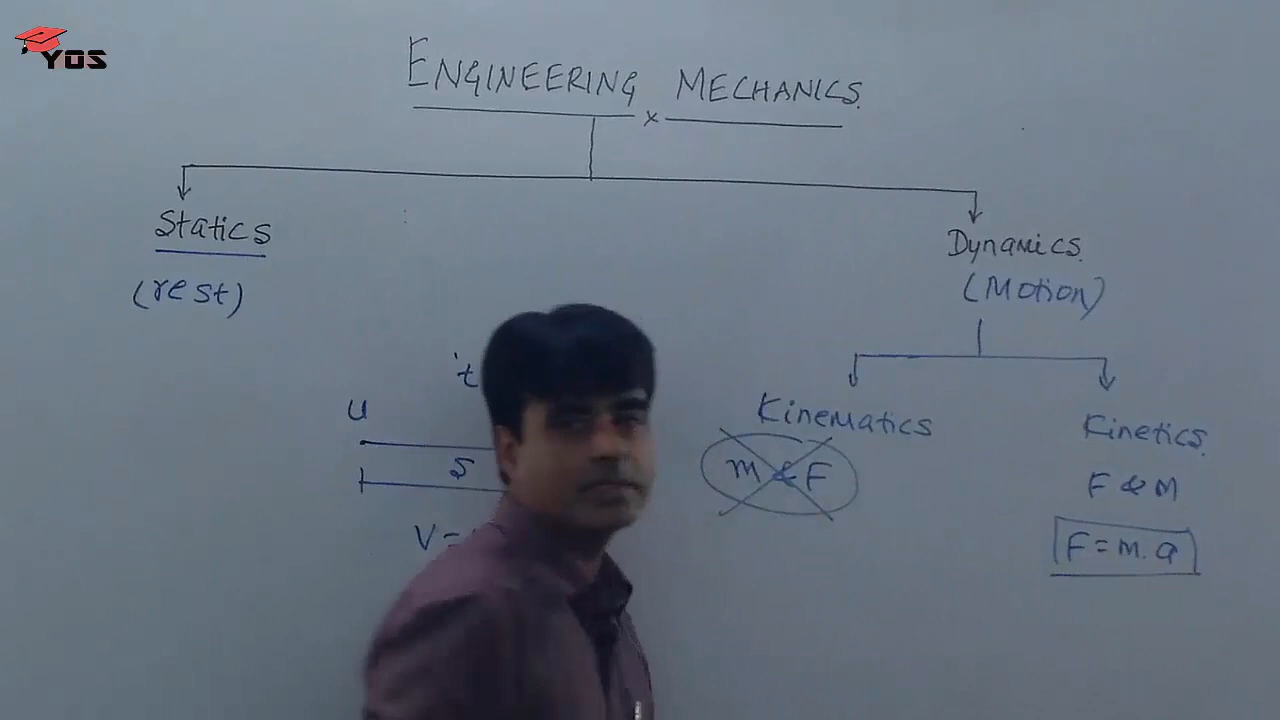 YOS
ENGINEERING MECHANICS.
x
Statics
(rest)
Dynamics.
(Motion)
't
u
S
V=
Kinematics
m & F
Kinetics.
F & M
F = m. a